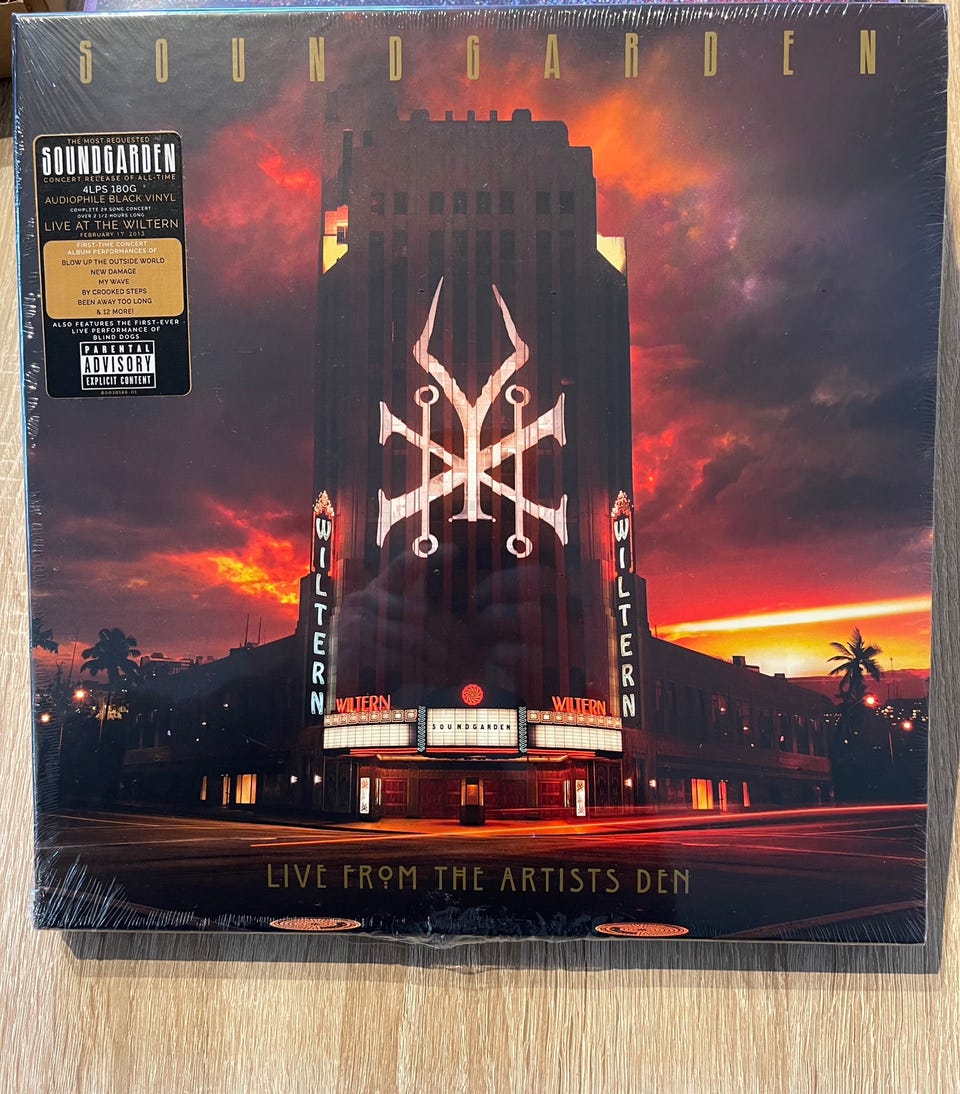 SOUNDGARDEN
THE MOST REQUESTED
SOUNDGARDEN
CONCERT RELEASE OF ALL-TIME
4LPS 180G
AUDIOPHILE BLACK VINYL
COMPLETE 29 SONG CONCERT
OVER 2 1/2 HOURS LONG
LIVE AT THE WILTERN
FEBRUARY 17, 2013
FIRST-TIME CONCERT
ALBUM PERFORMANCES OF
BLOW UP THE OUTSIDE WORLD
NEW DAMAGE
MY WAVE
BY CROOKED STEPS
BEEN AWAY TOO LONG
& 12 MORE!
ALSO FEATURES THE FIRST-EVER
LIVE PERFORMANCE OF
BLIND DOGS
PARENTAL
ADVISORY
EXPLICIT CONTENT
WILTERN
WILTERN
WILTERN
WILTERN
SOUNDGARDEN
LIVE FROM THE ARTISTS DEN